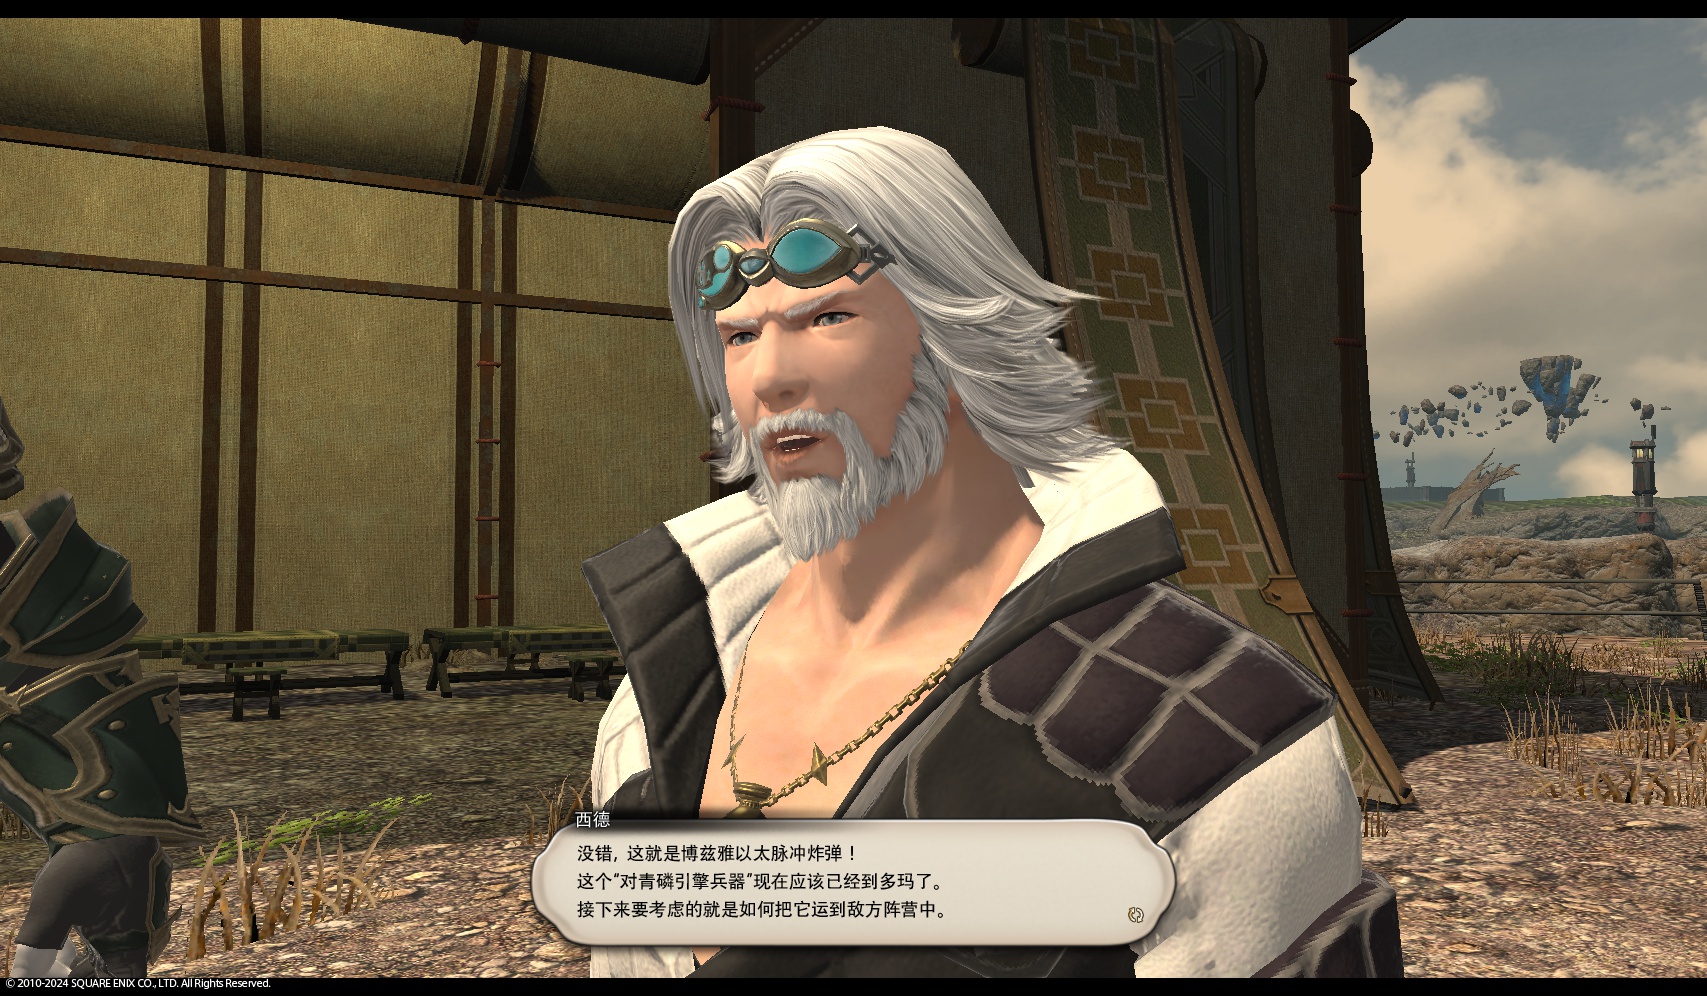 西德
没错，这就是博兹雅以太脉冲炸弹！
这个“对青磷引擎兵器”现在应该已经到多玛了。
接下来要考虑的就是如何把它运到敌方阵营中。
© 2010-2024 SQUARE ENIX CO., LTD. All Rights Reserved.